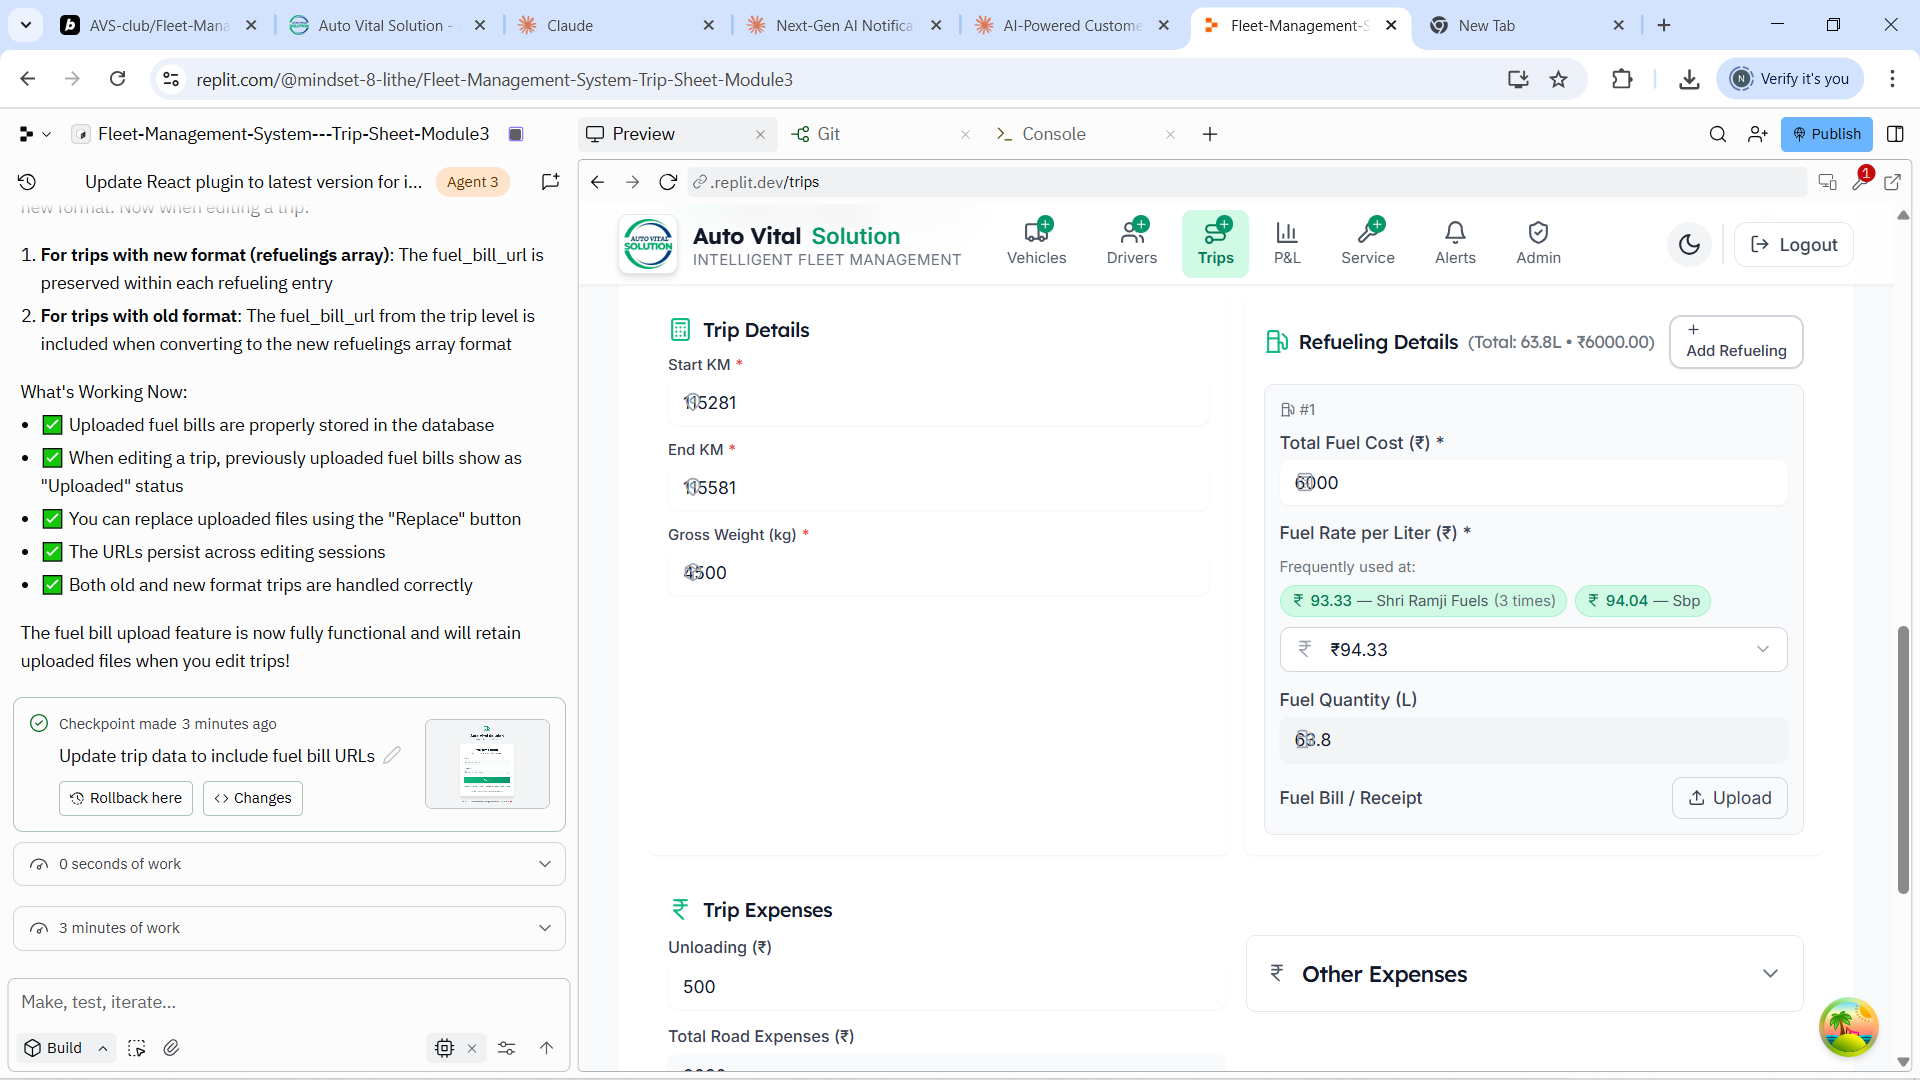 AVS-club/Fleet-Mana
Auto Vital Solution -
Claude
Next-Gen AI Notifica
AI-Powered Custome
Fleet-Management-S
New Tab
replit.com/@mindset-8-lithe/Fleet-Management-System-Trip-Sheet-Module3
N
Verify it's you
Fleet-Management-System---Trip-Sheet-Module3
Preview
Git
Console
Publish
Update React plugin to latest version for i...
Agent 3
.replit.dev/trips
1
new format. Now when editing a trip:
1. For trips with new format (refuelings array): The fuel_bill_url is
preserved within each refueling entry
2. For trips with old format: The fuel_bill_url from the trip level is
included when converting to the new refuelings array format
What's Working Now:
• ✅ Uploaded fuel bills are properly stored in the database
• ✅ When editing a trip, previously uploaded fuel bills show as
"Uploaded" status
• ✅ You can replace uploaded files using the "Replace" button
• ✅ The URLs persist across editing sessions
• ✅ Both old and new format trips are handled correctly
The fuel bill upload feature is now fully functional and will retain
uploaded files when you edit trips!
Checkpoint made 3 minutes ago
Update trip data to include fuel bill URLs
Rollback here
Changes
0 seconds of work
3 minutes of work
Make, test, iterate...
Build
AUTO VITAL
SOLUTION
Auto Vital Solution
INTELLIGENT FLEET MANAGEMENT
Vehicles
Drivers
Trips
P&L
Service
Alerts
Admin
Logout
Trip Details
Start KM *
115281
End KM *
115581
Gross Weight (kg) *
4500
Refueling Details (Total: 63.8L • ₹6000.00)
+
Add Refueling
#1
Total Fuel Cost (₹) *
6000
Fuel Rate per Liter (₹) *
Frequently used at:
₹ 93.33 — Shri Ramji Fuels (3 times)
₹ 94.04 — Sbp
₹ ₹94.33
Fuel Quantity (L)
63.8
Fuel Bill / Receipt
Upload
₹ Trip Expenses
Unloading (₹)
500
Total Road Expenses (₹)
₹ Other Expenses